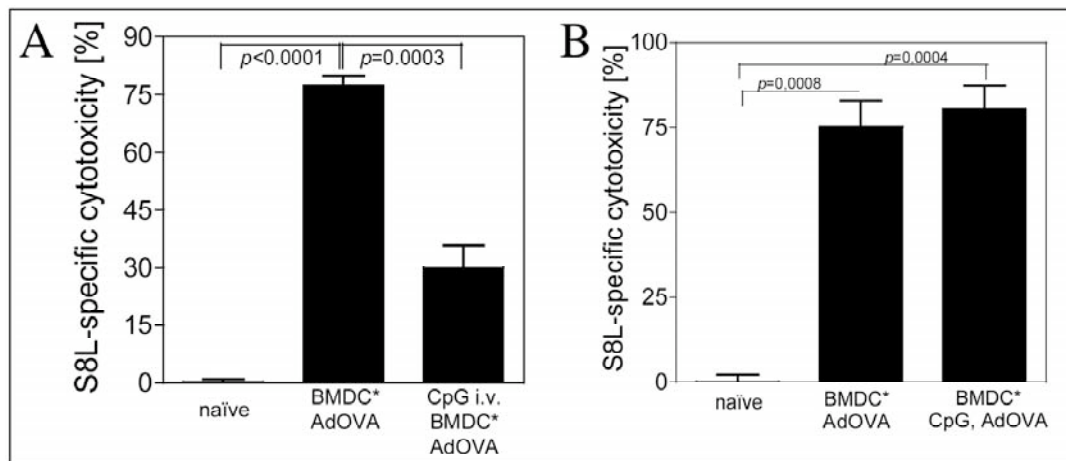 A
S8L-specific cytotoxicity [%]
90
75
60
45
30
15
0
p<0.0001
p=0.0003
naïve
BMDC*
AdOVA
CpG i.v.
BMDC*
AdOVA
B
S8L-specific cytotoxicity [%]
100
75
50
25
0
p=0.0004
p=0,0008
naïve
BMDC*
AdOVA
BMDC*
CpG, AdOVA